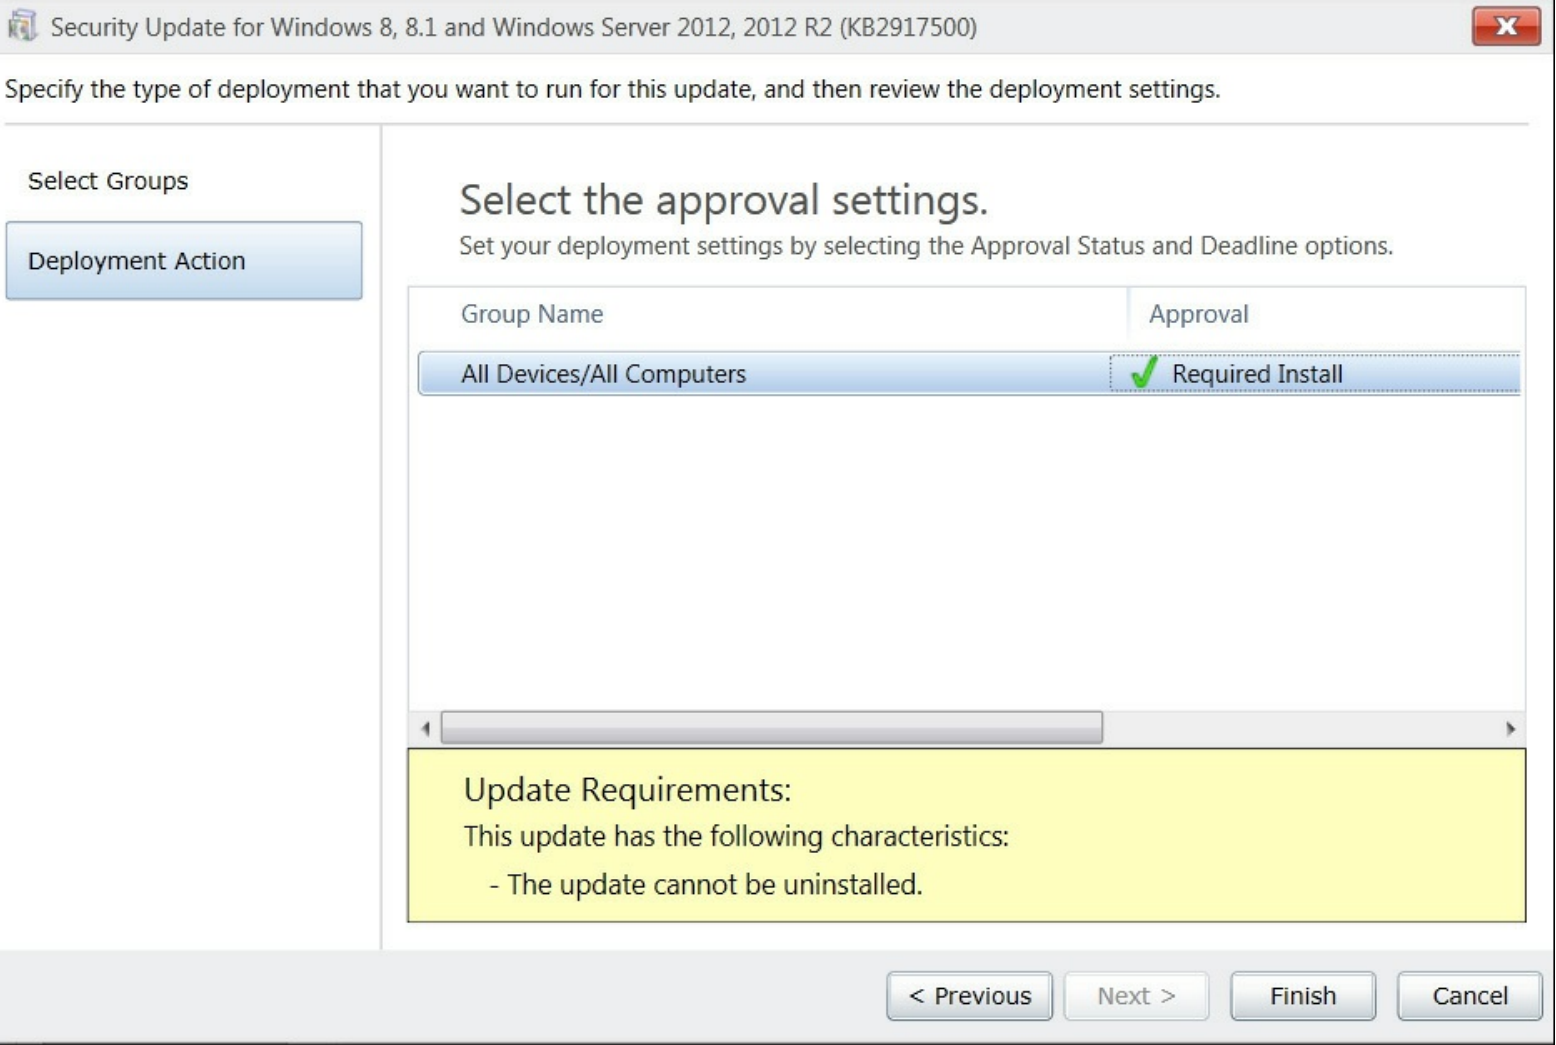 Security Update for Windows 8, 8.1 and Windows Server 2012, 2012 R2 (KB2917500)
Specify the type of deployment that you want to run for this update, and then review the deployment settings.
Select Groups
Deployment Action
Select the approval settings.
Set your deployment settings by selecting the Approval Status and Deadline options.
Group Name Approval
All Devices/All Computers Required Install
Update Requirements:
This update has the following characteristics:
- The update cannot be uninstalled.
< Previous Next > Finish Cancel